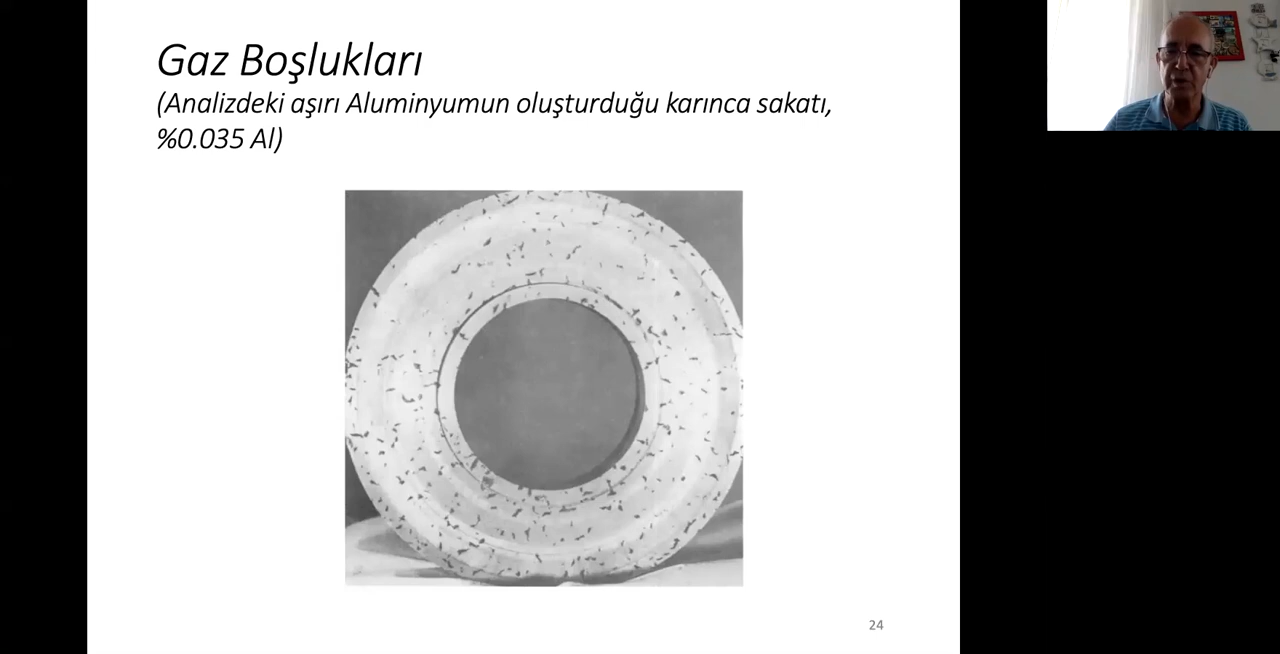 Gaz Boşlukları
(Analizdeki aşırı Aluminyumun oluşturduğu karınca sakatı,
%0.035 Al)
24